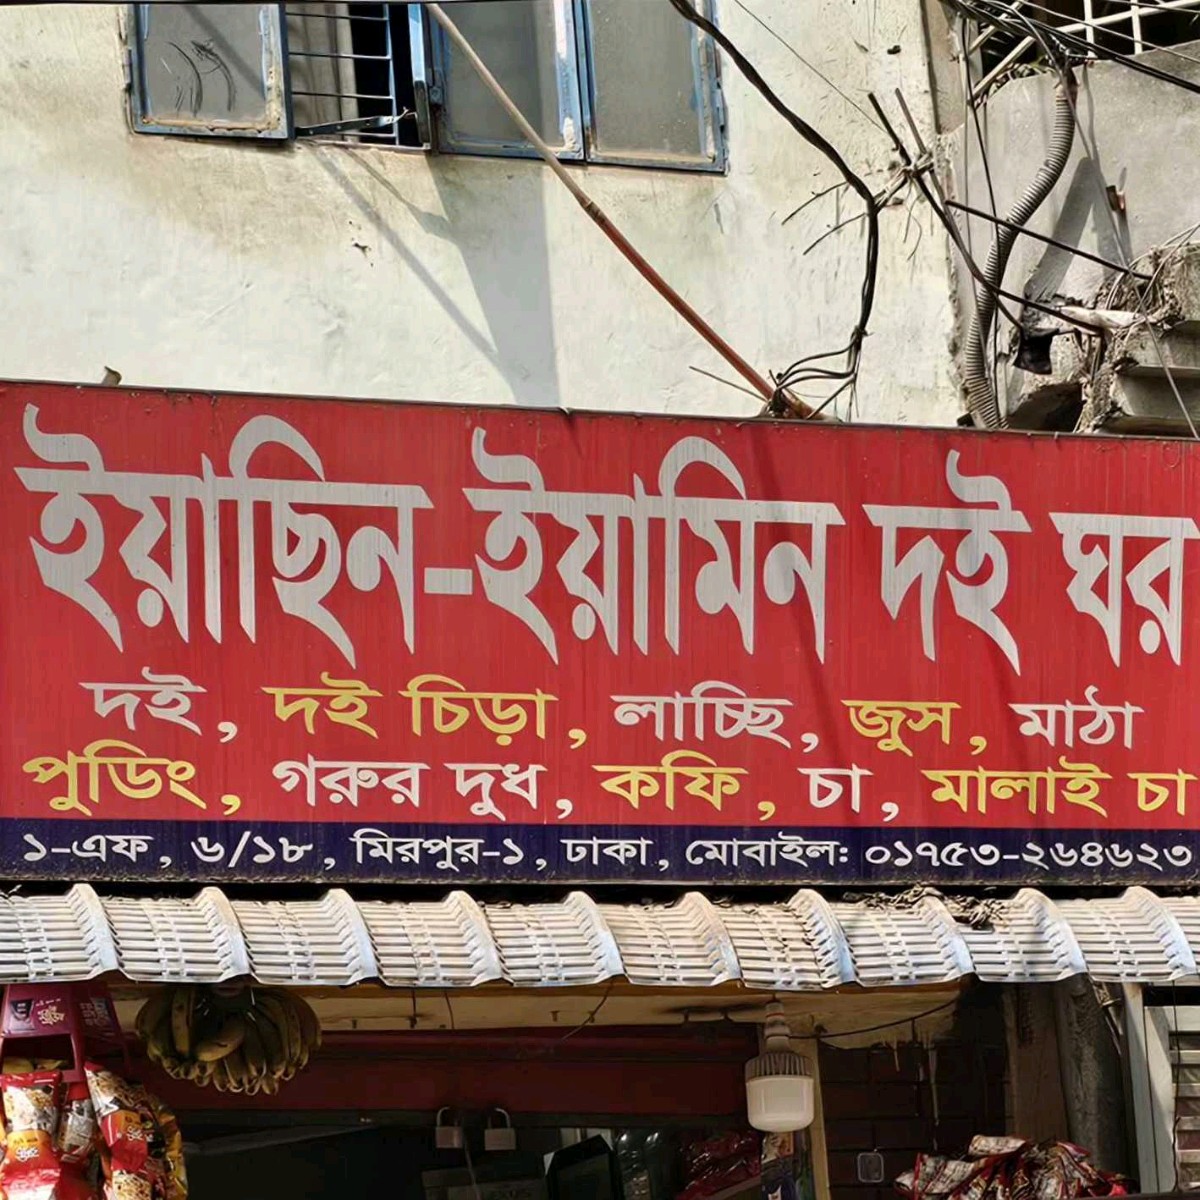 ইয়াছিন-ইয়ামিন দই ঘর
দই, দই চিড়া, লাচ্ছি, জুস, মাঠা
পুডিং, গরুর দুধ, কফি, চা, মালাই চা
১-এফ, ৬/১৮, মিরপুর-১, ঢাকা, মোবাইল: ০১৭৫৩-২৬৪৬২৩